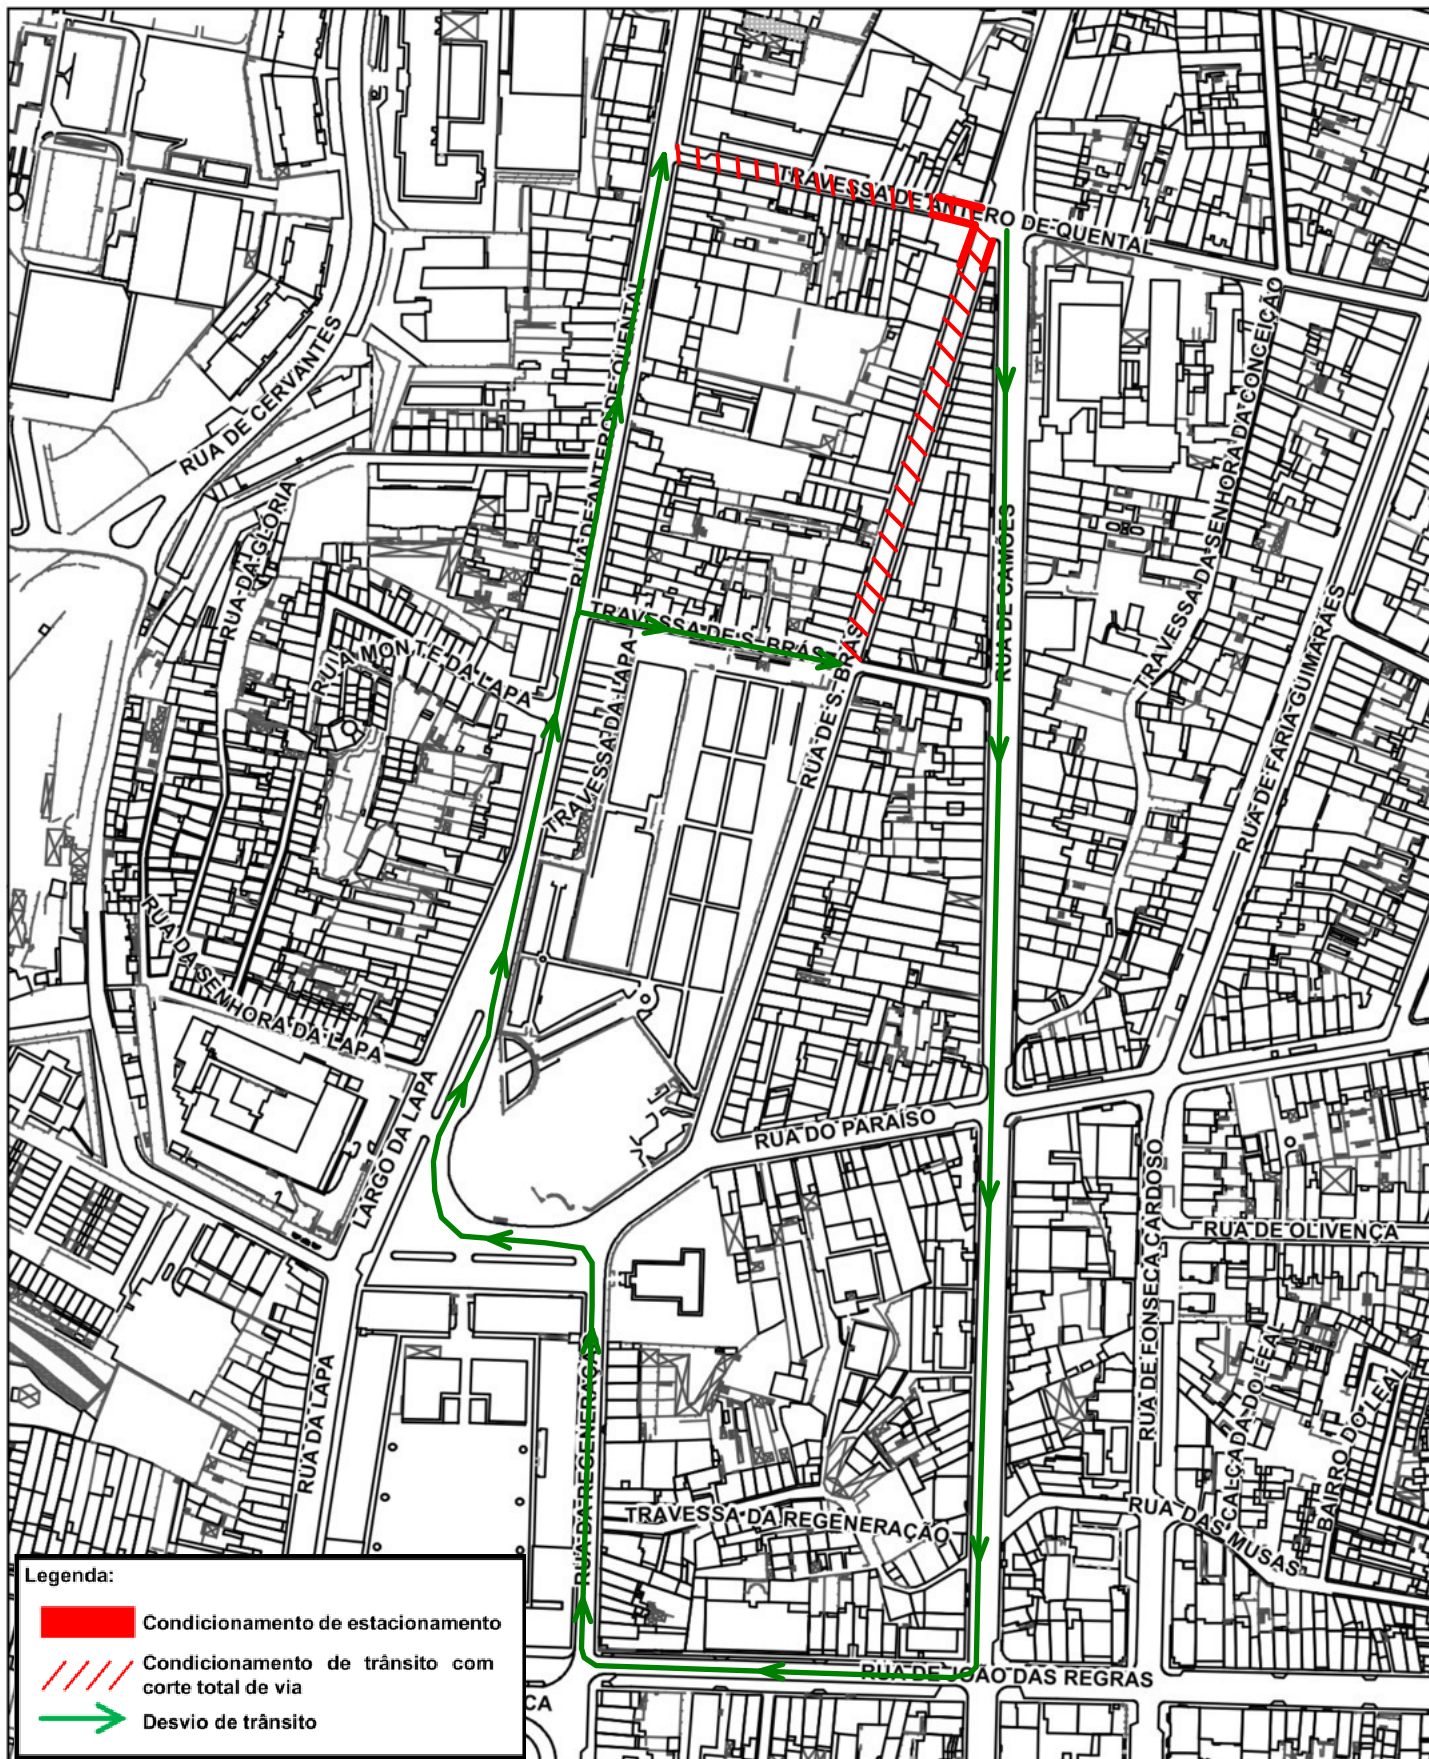 TRAVESSA DE ANTERO DE QUENTAL
RUA DE ANTERO DE QUENTAL
RUA DE CERVANTES
TRAVESSA DA SENHORA DA CONCEIÇÃO
RUA DA GLÓRIA
RUA DE CAMÕES
RUA DE FARIA GUIMARÃES
TRAVESSA DE S. BRÁS
RUA MONTE DA LAPA
TRAVESSA DA LAPA
RUA DE S. BRÁS
RUA DA SENHORA DA LAPA
LARGO DA LAPA
RUA DO PARAÍSO
RUA DE FONSECA CARDOSO
RUA DE OLIVENÇA
RUA DA LAPA
RUA DA REGENERAÇÃO
CALÇADA DO LEAL
BAIRRO DO LEAL
TRAVESSA DA REGENERAÇÃO
RUA DAS MUSAS
RUA DE JOÃO DAS REGRAS
CA
Legenda:
Condicionamento de estacionamento
Condicionamento de trânsito com
corte total de via
Desvio de trânsito